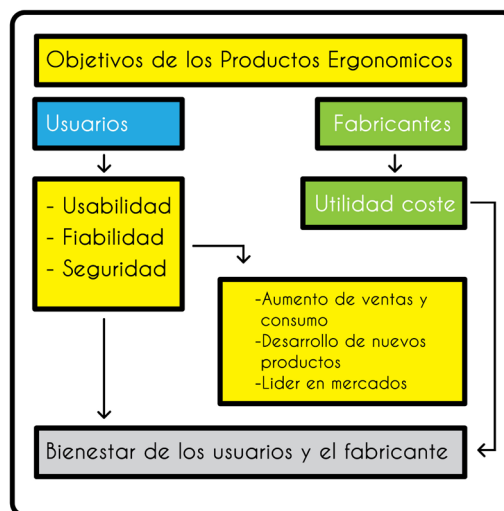 Objetivos de los Productos Ergonomicos
Usuarios
Fabricantes
- Usabilidad
- Fiabilidad
- Seguridad
Utilidad coste
-Aumento de ventas y
consumo
-Desarrollo de nuevos
productos
-Lider en mercados
Bienestar de los usuarios y el fabricante